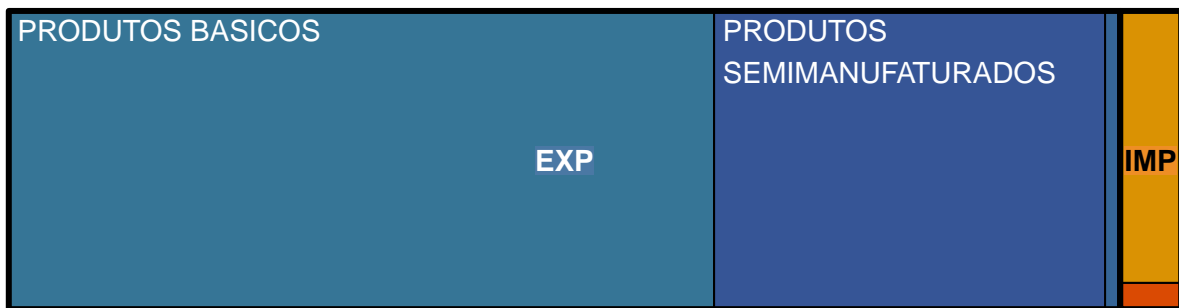 PRODUTOS BASICOS
PRODUTOS
SEMIMANUFATURADOS
EXP
IMP